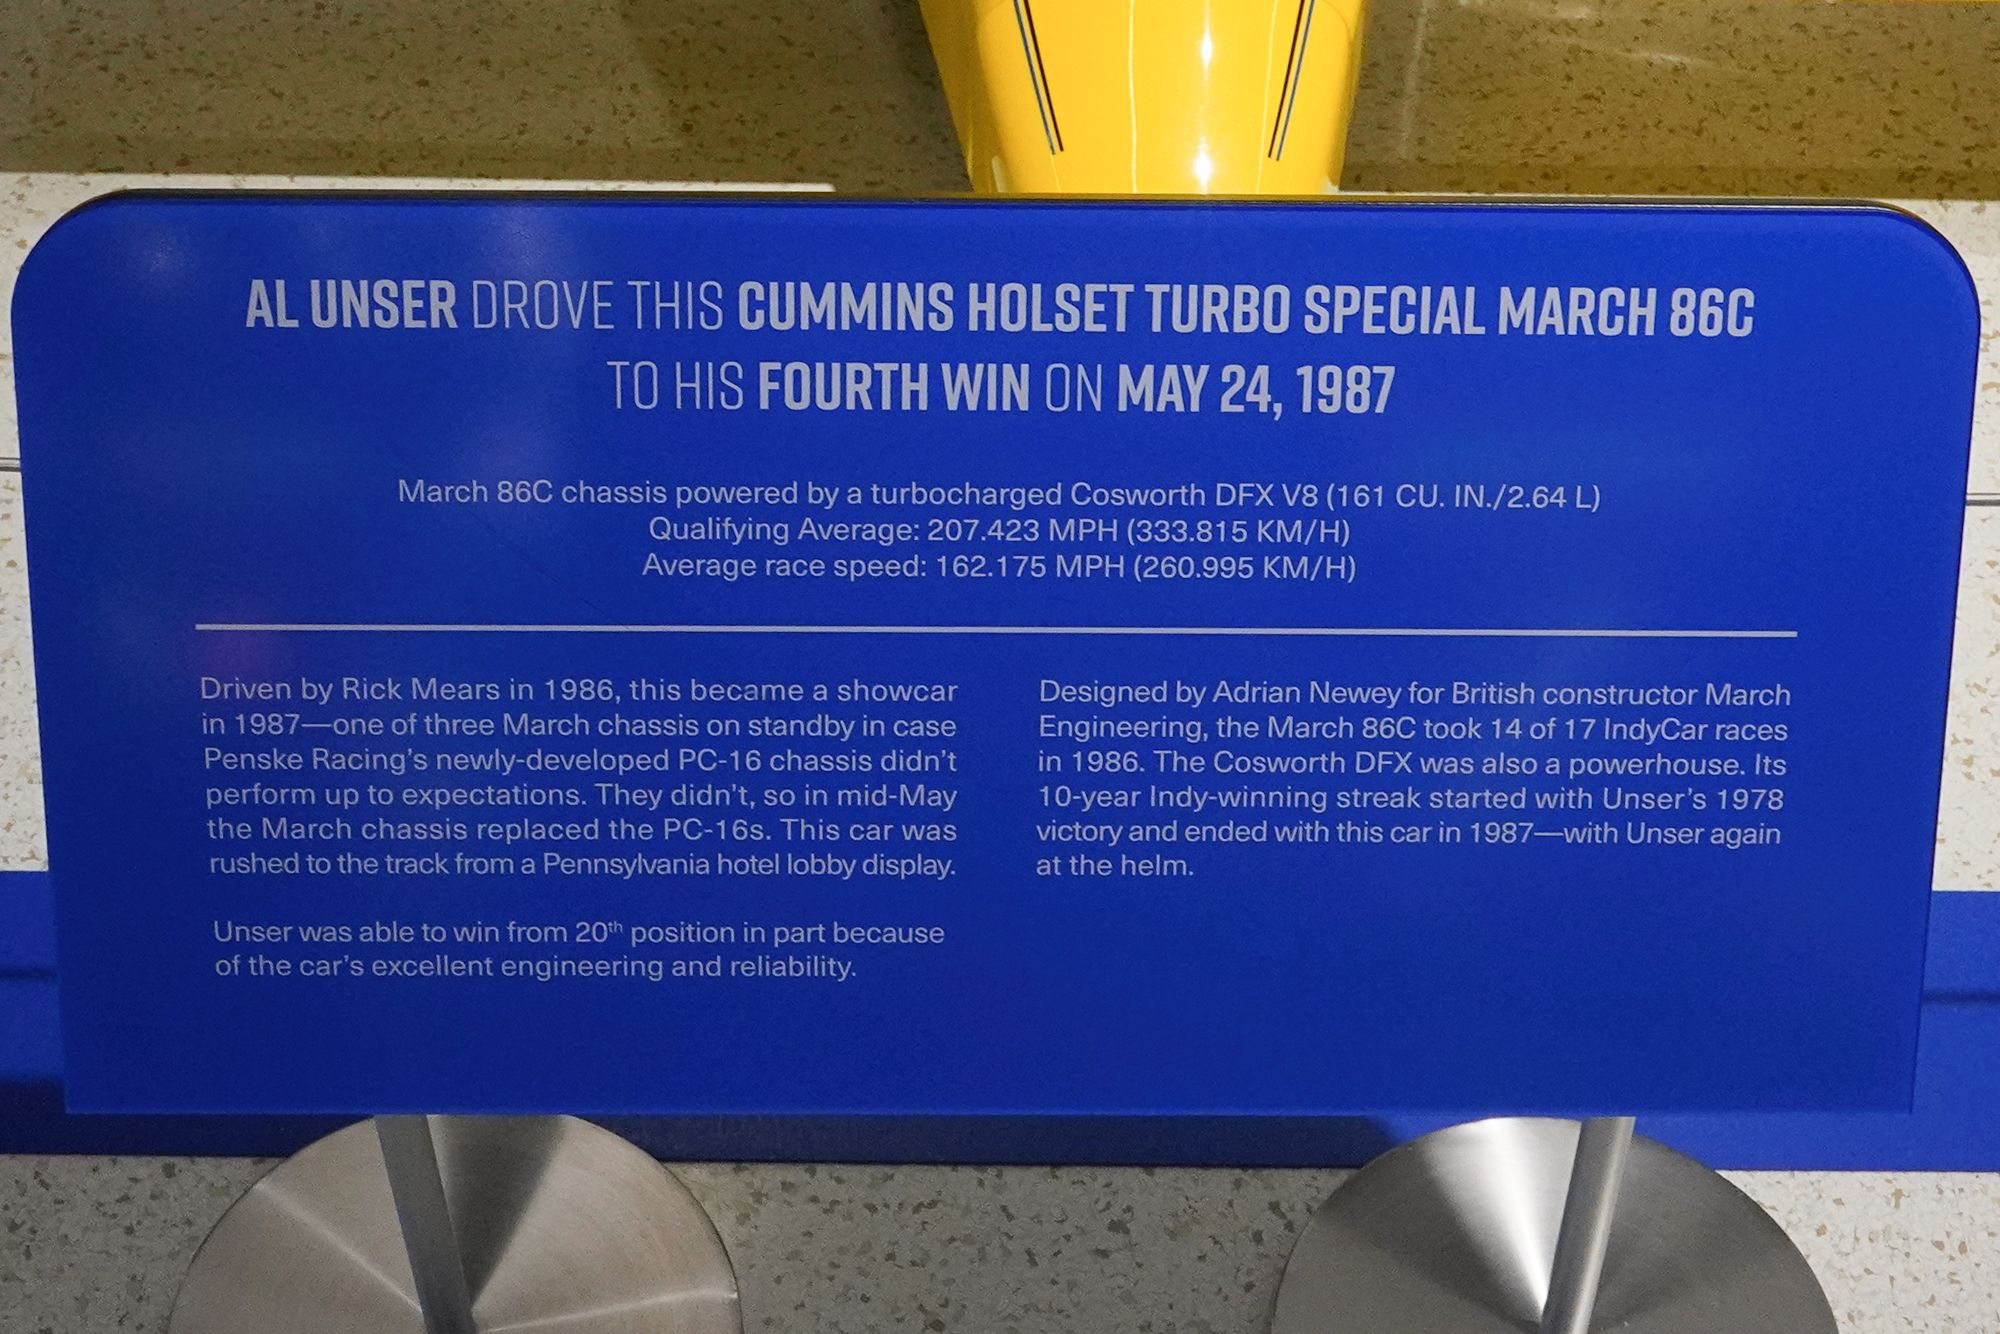 AL UNSER DROVE THIS CUMMINS HOLSET TURBO SPECIAL MARCH 86C
TO HIS FOURTH WIN ON MAY 24, 1987
March 86C chassis powered by a turbocharged Cosworth DFX V8 (161 CU. IN./2.64 L)
Qualifying Average: 207.423 MPH (333.815 KM/H)
Average race speed: 162.175 MPH (260.995 KM/H)
Driven by Rick Mears in 1986, this became a showcar
in 1987—one of three March chassis on standby in case
Penske Racing's newly-developed PC-16 chassis didn't
perform up to expectations. They didn't, so in mid-May
the March chassis replaced the PC-16s. This car was
rushed to the track from a Pennsylvania hotel lobby display.
Unser was able to win from 20th position in part because
of the car's excellent engineering and reliability.
Designed by Adrian Newey for British constructor March
Engineering, the March 86C took 14 of 17 IndyCar races
in 1986. The Cosworth DFX was also a powerhouse. Its
10-year Indy-winning streak started with Unser's 1978
victory and ended with this car in 1987—with Unser again
at the helm.